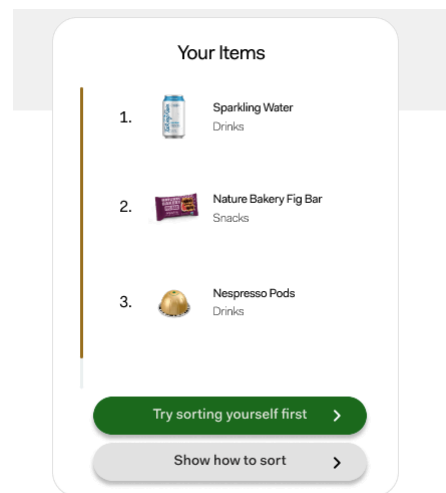 Your Items
1.
Sparkling Water
Drinks
2.
Nature Bakery Fig Bar
Snacks
3.
Nespresso Pods
Drinks
Try sorting yourself first
Show how to sort